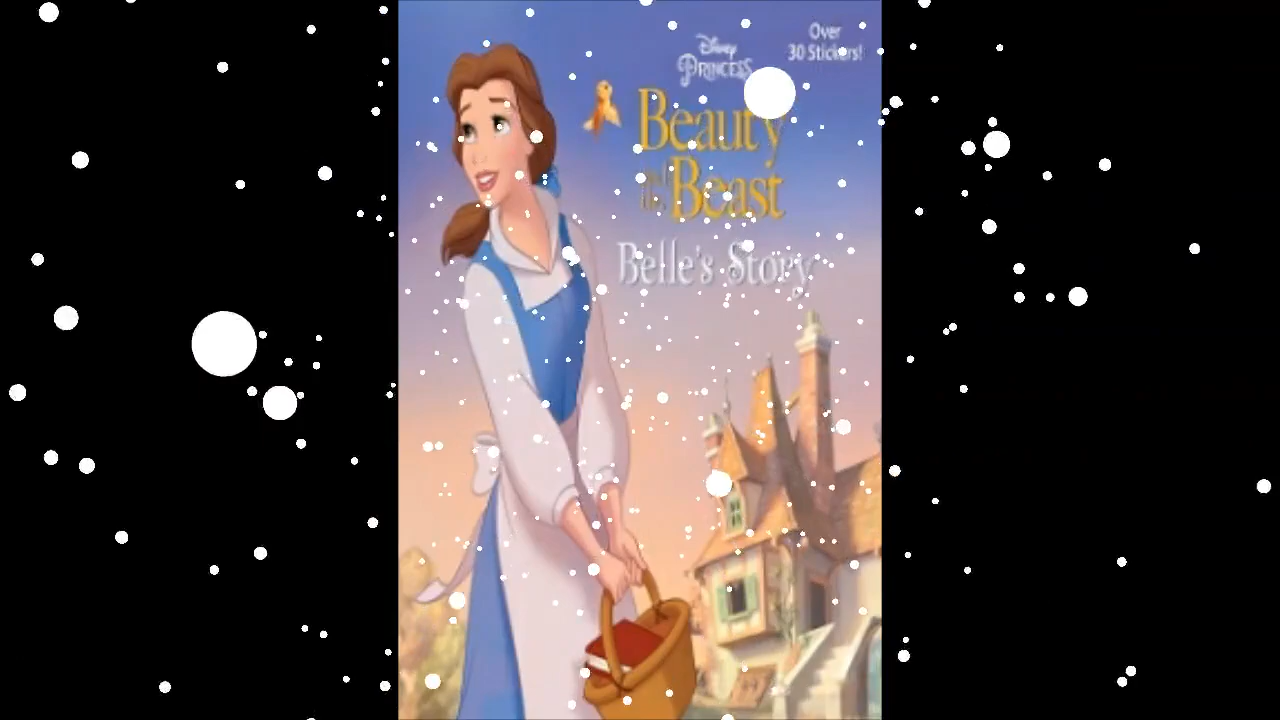 Over
30 Stickers!
Disney
PRINCESS
Beauty
and the Beast
Belle's Story